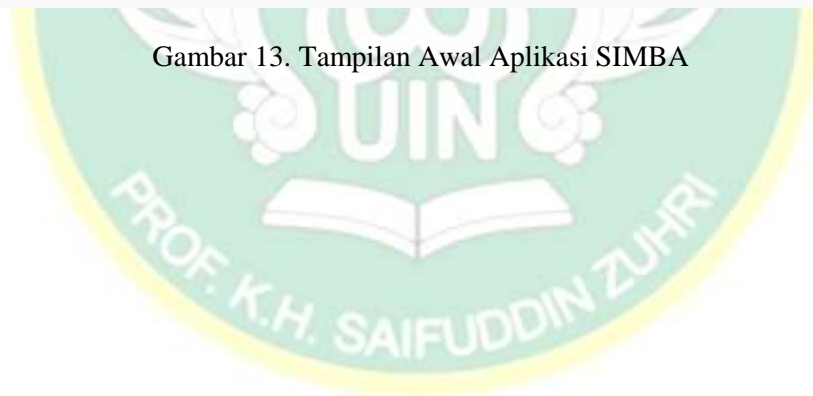 Gambar 13. Tampilan Awal Aplikasi SIMBA
UIN
PROF. K.H. SAIFUDDIN ZUHRI